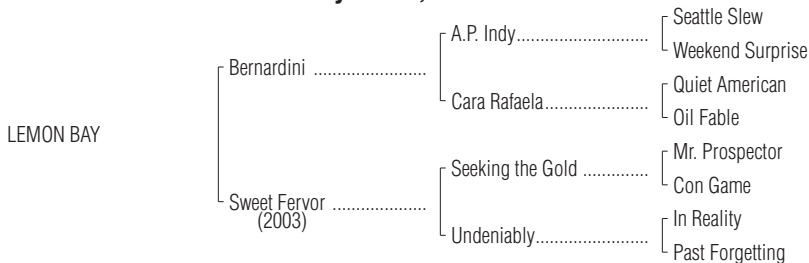 Seattle Slew
A.P. Indy
Weekend Surprise
Bernardini
Quiet American
Cara Rafaela
Oil Fable
LEMON BAY
Mr. Prospector
Seeking the Gold
Con Game
Sweet Fervor
(2003)
In Reality
Undeniably
Past Forgetting